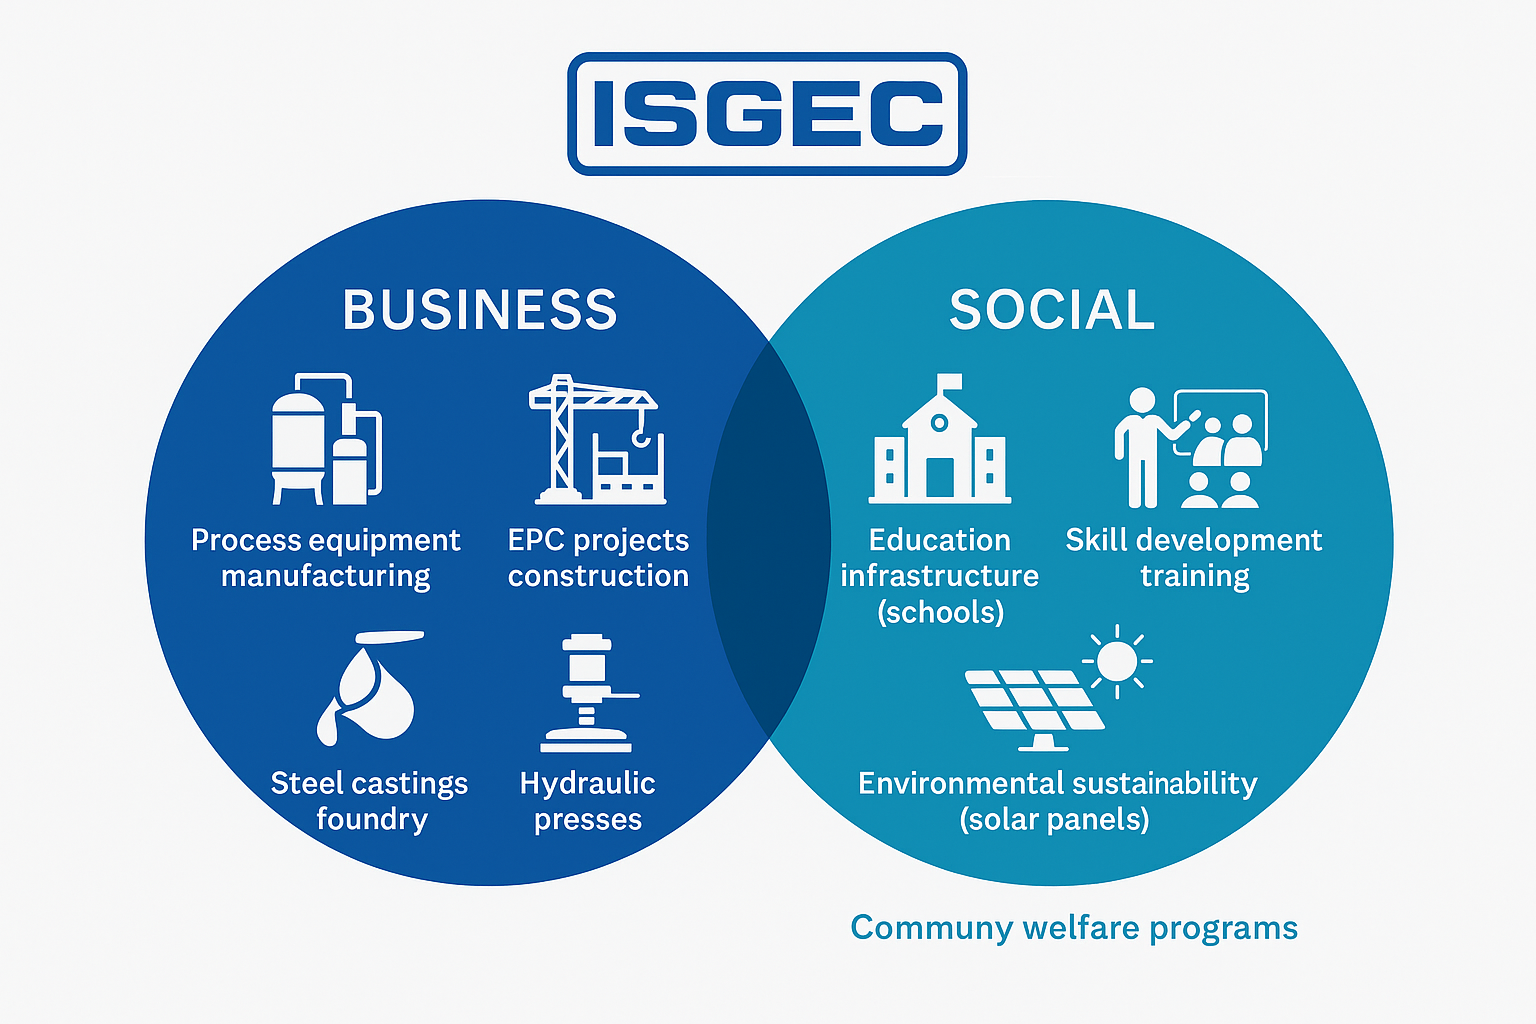 ISGEC
BUSINESS
Process equipment
manufacturing
EPC projects
construction
Steel castings
foundry
Hydraulic
presses
SOCIAL
Education
infrastructure
(schools)
Skill development
training
Environmental sustainability
(solar panels)
Communy welfare programs